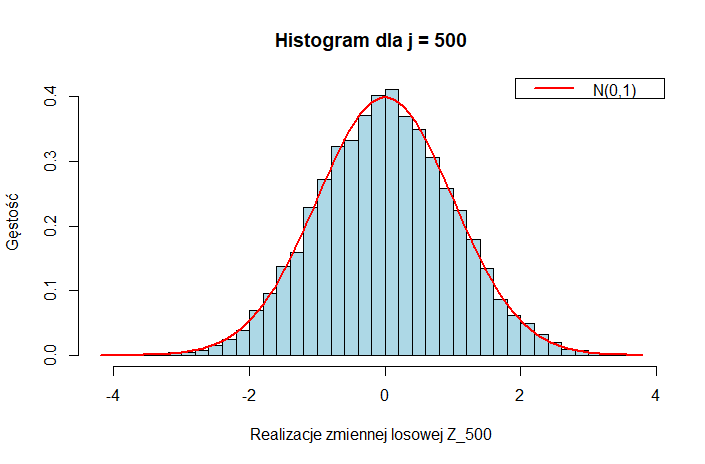 Histogram dla j = 500
N(0,1)
Gęstość
0.4
0.3
0.2
0.1
0.0
-4 -2 0 2 4
Realizacje zmiennej losowej Z_500